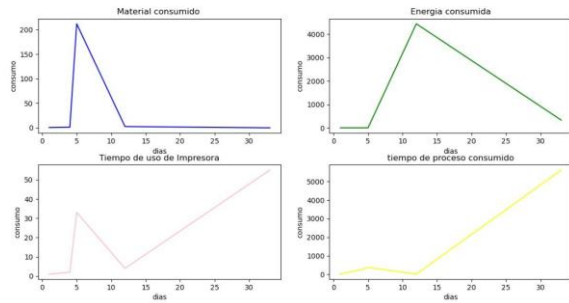 Material consumido
consumo
200
150
100
50
0
0 5 10 15 20 25 30
dias
Energia consumida
consumo
4000
3000
2000
1000
0
0 5 10 15 20 25 30
dias
Tiempo de uso de Impresora
consumo
50
40
30
20
10
0
0 5 10 15 20 25 30
dias
tiempo de proceso consumido
consumo
5000
4000
3000
2000
1000
0
0 5 10 15 20 25 30
dias